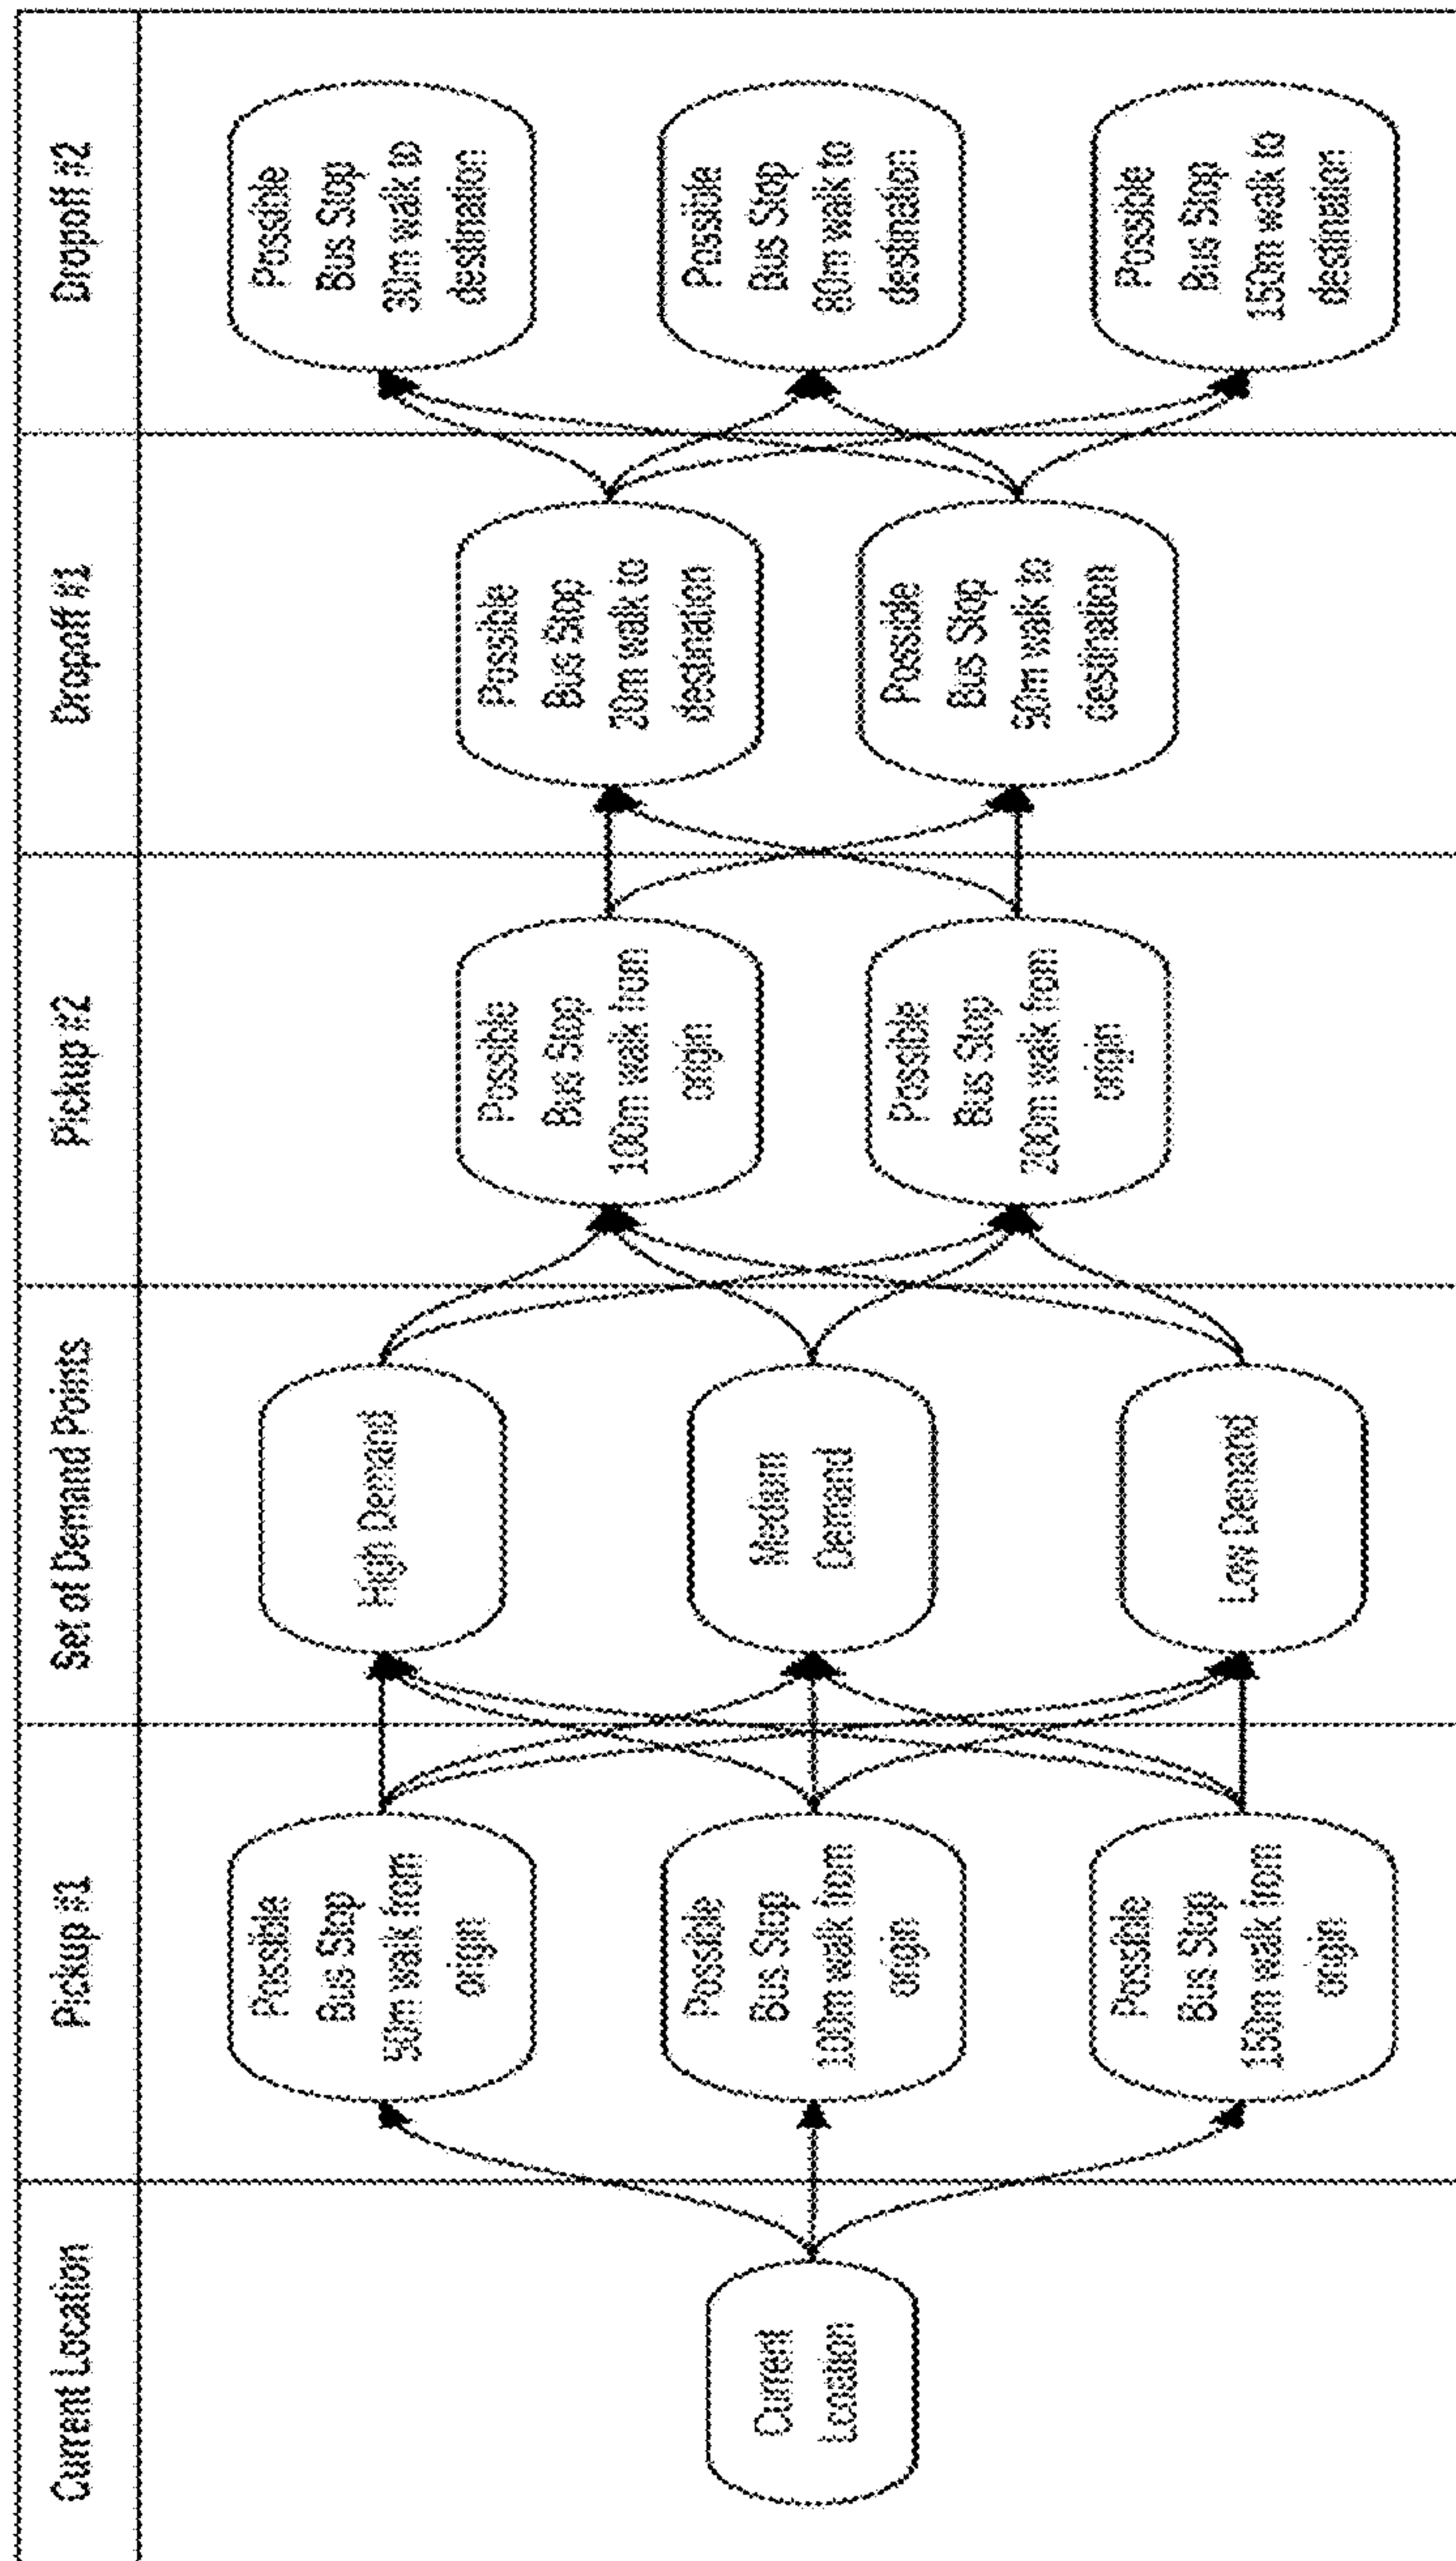 Current Location
Pickup #1
Set of Demand Points
Pickup #2
Dropoff #1
Dropoff #2
Current
Location
Possible
Bus Stop
50m walk from
origin
Possible
Bus Stop
100m walk from
origin
Possible
Bus Stop
150m walk from
origin
High Demand
Medium
Demand
Low Demand
Possible
Bus Stop
100m walk from
origin
Possible
Bus Stop
200m walk from
origin
Possible
Bus Stop
20m walk to
destination
Possible
Bus Stop
50m walk to
destination
Possible
Bus Stop
30m walk to
destination
Possible
Bus Stop
80m walk to
destination
Possible
Bus Stop
150m walk to
destination